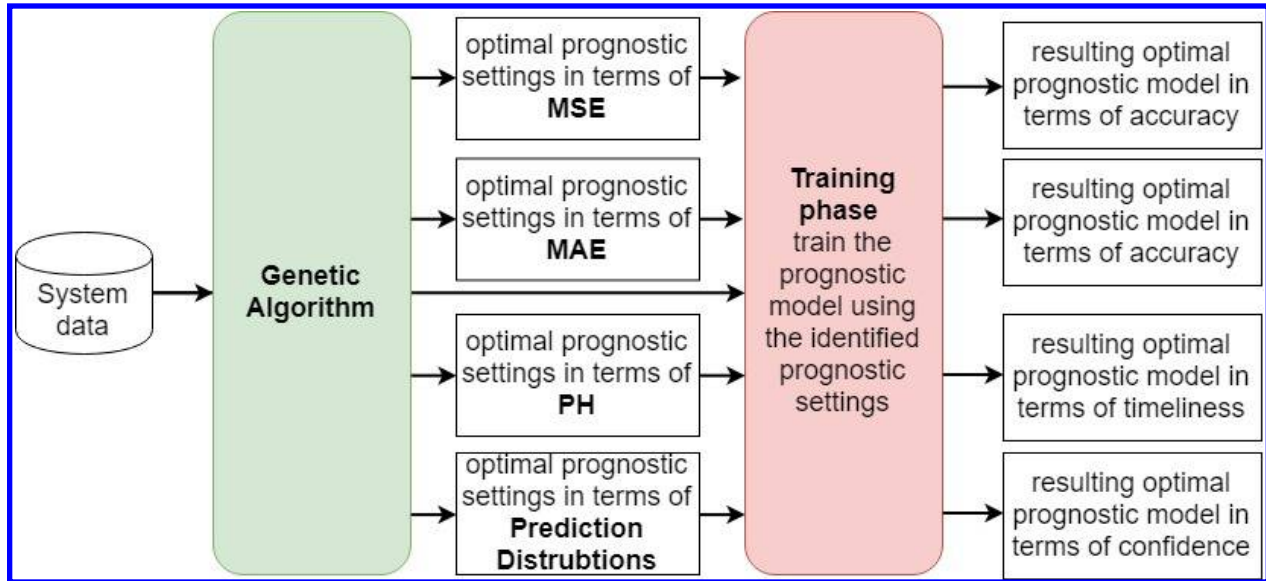 System
data
Genetic
Algorithm
optimal prognostic
settings in terms of
MSE
optimal prognostic
settings in terms of
MAE
optimal prognostic
settings in terms of
PH
optimal prognostic
settings in terms of
Prediction
Distrubtions
Training
phase
train the
prognostic
model using
the identified
prognostic
settings
resulting optimal
prognostic model in
terms of accuracy
resulting optimal
prognostic model in
terms of accuracy
resulting optimal
prognostic model in
terms of timeliness
resulting optimal
prognostic model in
terms of confidence